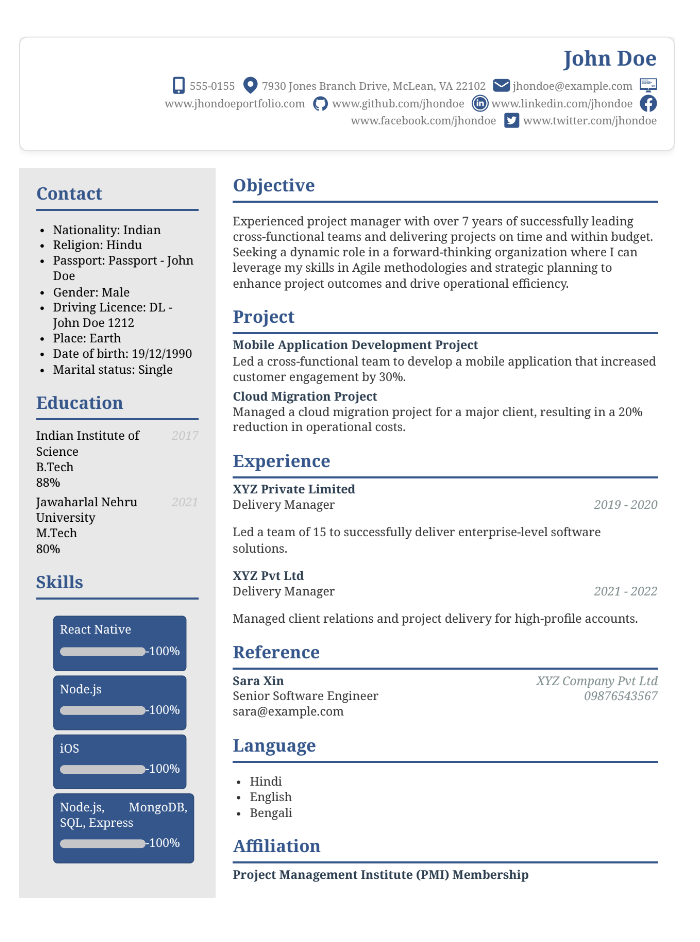 John Doe
555-0155 7930 Jones Branch Drive, McLean, VA 22102 jhondoe@example.com
www.jhondoeportfolio.com www.github.com/jhondoe www.linkedin.com/jhondoe
www.facebook.com/jhondoe www.twitter.com/jhondoe
Contact
• Nationality: Indian
• Religion: Hindu
• Passport: Passport - John
Doe
• Gender: Male
• Driving Licence: DL -
John Doe 1212
• Place: Earth
• Date of birth: 19/12/1990
• Marital status: Single
Education
Indian Institute of 2017
Science
B.Tech
88%
Jawaharlal Nehru 2021
University
M.Tech
80%
Skills
React Native
-100%
Node.js
-100%
iOS
-100%
Node.js, MongoDB,
SQL, Express
-100%
Objective
Experienced project manager with over 7 years of successfully leading
cross-functional teams and delivering projects on time and within budget.
Seeking a dynamic role in a forward-thinking organization where I can
leverage my skills in Agile methodologies and strategic planning to
enhance project outcomes and drive operational efficiency.
Project
Mobile Application Development Project
Led a cross-functional team to develop a mobile application that increased
customer engagement by 30%.
Cloud Migration Project
Managed a cloud migration project for a major client, resulting in a 20%
reduction in operational costs.
Experience
XYZ Private Limited
Delivery Manager 2019 - 2020
Led a team of 15 to successfully deliver enterprise-level software
solutions.
XYZ Pvt Ltd
Delivery Manager 2021 - 2022
Managed client relations and project delivery for high-profile accounts.
Reference
Sara Xin XYZ Company Pvt Ltd
Senior Software Engineer 09876543567
sara@example.com
Language
• Hindi
• English
• Bengali
Affiliation
Project Management Institute (PMI) Membership